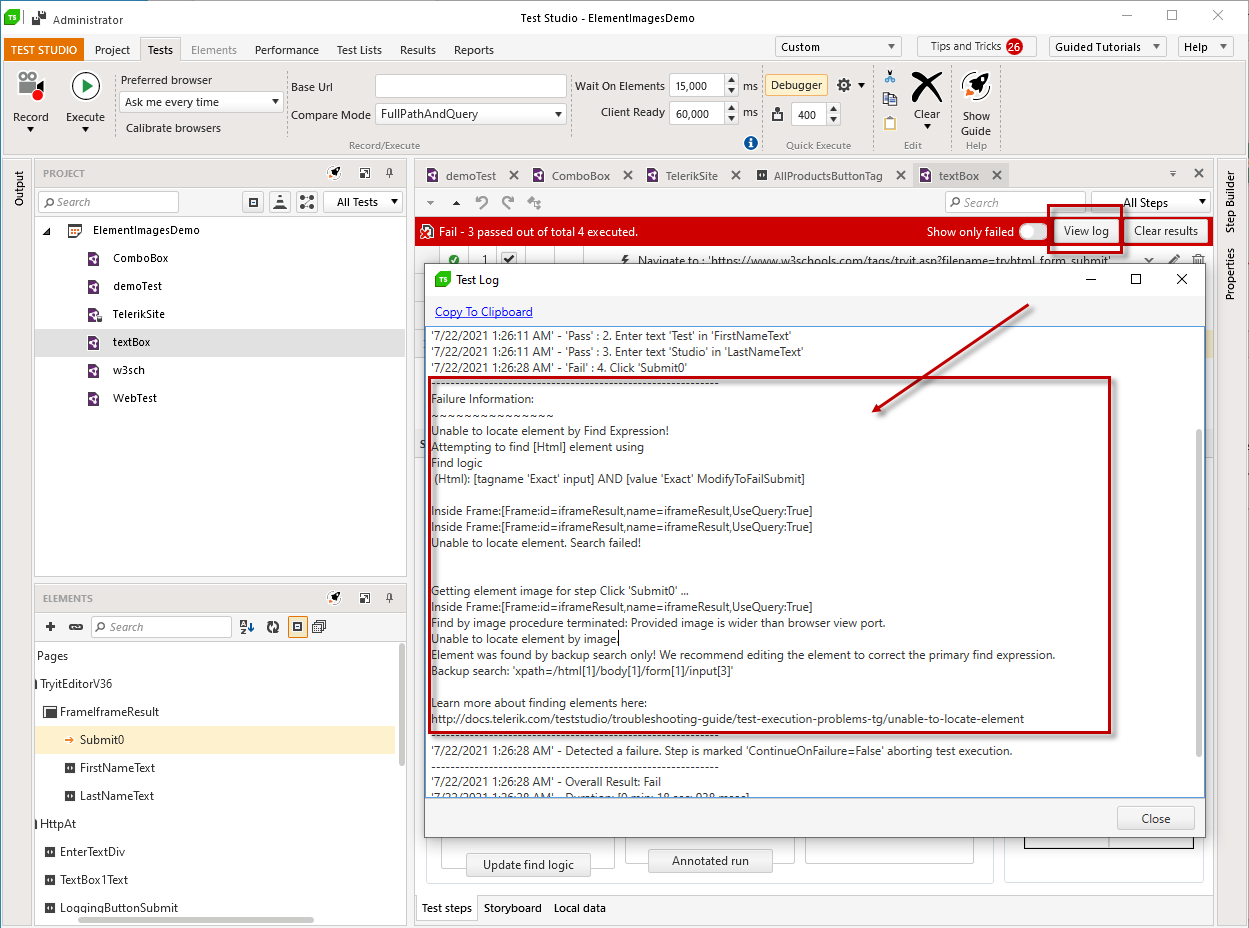 TS
Administrator
Test Studio - ElementImagesDemo
TEST STUDIO
Project
Tests
Elements
Performance
Test Lists
Results
Reports
Custom
Tips and Tricks 26
Guided Tutorials
Help
Record
Execute
Preferred browser
Ask me every time
Calibrate browsers
Base Url
Compare Mode FullPathAndQuery
Wait On Elements 15,000 ms
Client Ready 60,000 ms
Record/Execute
Debugger
400
Quick Execute
Clear
Edit
Show
Guide
Help
Output
PROJECT
Search
All Tests
ElementImagesDemo
ComboBox
demoTest
TelerikSite
textBox
w3sch
WebTest
ELEMENTS
Search
Pages
TryitEditorV36
FrameIframeResult
Submit0
FirstNameText
LastNameText
HttpAt
EnterTextDiv
TextBox1Text
LoggingButtonSubmit
demoTest
ComboBox
TelerikSite
AllProductsButtonTag
textBox
Search
All Steps
Fail - 3 passed out of total 4 executed.
Show only failed
View log
Clear results
1
Navigate to : 'https://www.w3schools.com/tags/tryit.asp?filename=tryhtml_form_submit'
TS Test Log
Copy To Clipboard
'7/22/2021 1:26:11 AM' - 'Pass' : 2. Enter text 'Test' in 'FirstNameText'
'7/22/2021 1:26:11 AM' - 'Pass' : 3. Enter text 'Studio' in 'LastNameText'
'7/22/2021 1:26:28 AM' - 'Fail' : 4. Click 'Submit0'
------------------------------------------------------------
Failure Information:
~~~~~~~~~~~~~~~
Unable to locate element by Find Expression!
Attempting to find [Html] element using
Find logic
(Html): [tagname 'Exact' input] AND [value 'Exact' ModifyToFailSubmit]
Inside Frame:[Frame:id=iframeResult,name=iframeResult,UseQuery:True]
Inside Frame:[Frame:id=iframeResult,name=iframeResult,UseQuery:True]
Unable to locate element. Search failed!
Getting element image for step Click 'Submit0' ...
Inside Frame:[Frame:id=iframeResult,name=iframeResult,UseQuery:True]
Find by image procedure terminated: Provided image is wider than browser view port.
Unable to locate element by image.
Element was found by backup search only! We recommend editing the element to correct the primary find expression.
Backup search: 'xpath=/html[1]/body[1]/form[1]/input[3]'
Learn more about finding elements here:
http://docs.telerik.com/teststudio/troubleshooting-guide/test-execution-problems-tg/unable-to-locate-element
------------------------------------------------------------
'7/22/2021 1:26:28 AM' - Detected a failure. Step is marked 'ContinueOnFailure=False' aborting test execution.
------------------------------------------------------------
'7/22/2021 1:26:28 AM' - Overall Result: Fail
'7/22/2021 1:26:28 AM' - Duration: [0 min: 18 sec: 938 msec]
Close
Update find logic
Annotated run
Test steps
Storyboard
Local data
Step Builder
Properties